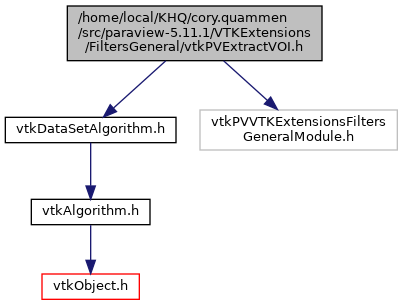 /home/local/KHQ/cory.quammen
/src/paraview-5.11.1/VTKExtensions
/FiltersGeneral/vtkPVExtractVOI.h
vtkDataSetAlgorithm.h
vtkPVVTKExtensionsFilters
GeneralModule.h
vtkAlgorithm.h
vtkObject.h